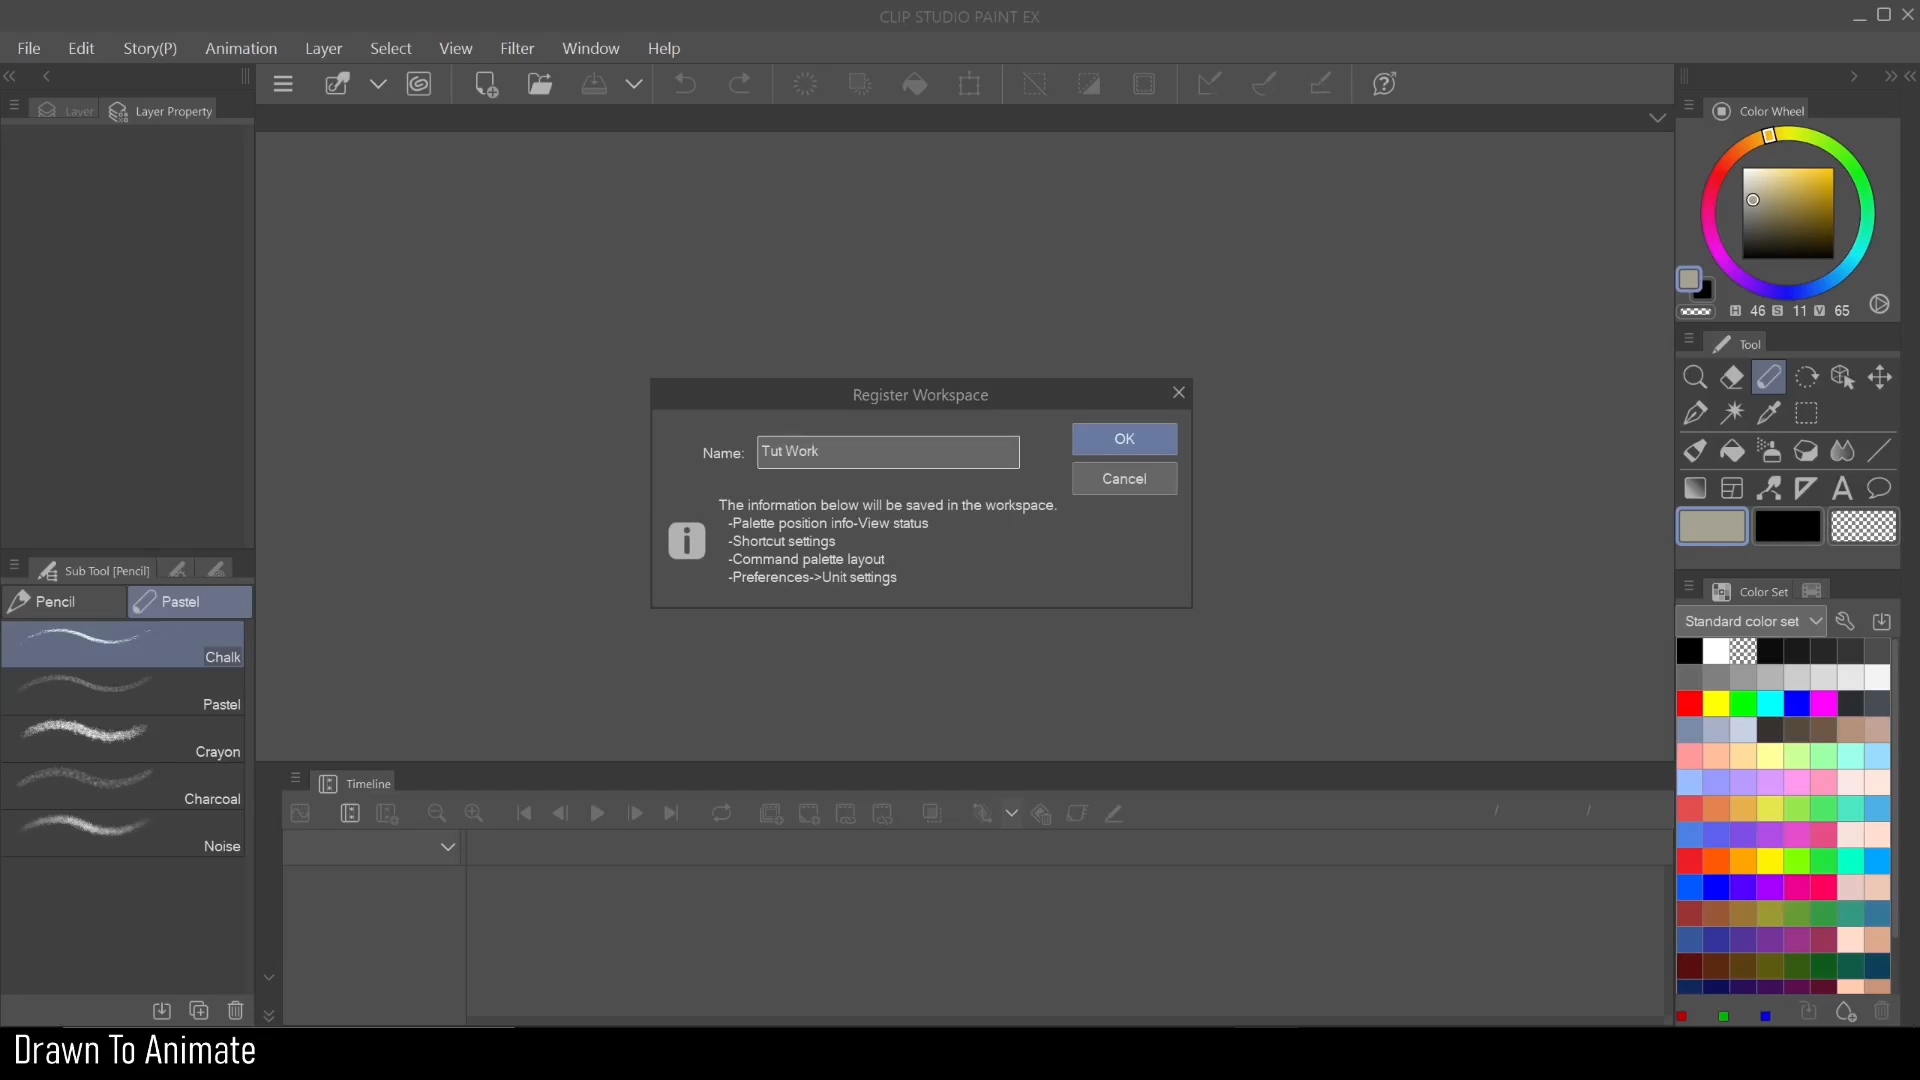 CLIP STUDIO PAINT EX
File Edit Story(P) Animation Layer Select View Filter Window Help
Layer Layer Property
Color Wheel
H 46 S 11 V 65
Tool
Register Workspace
Name: Tut Work
OK
Cancel
The information below will be saved in the workspace.
-Palette position info-View status
-Shortcut settings
-Command palette layout
-Preferences->Unit settings
Sub Tool [Pencil]
Pencil Pastel
Chalk
Pastel
Crayon
Charcoal
Noise
Color Set
Standard color set
Timeline
/ /
Drawn To Animate